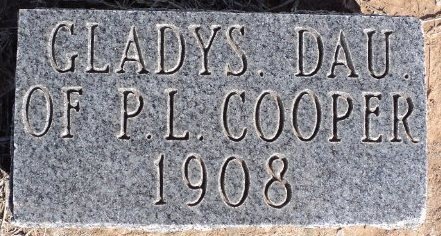 GLADYS. DAU.
OF P.L. COOPER
1908